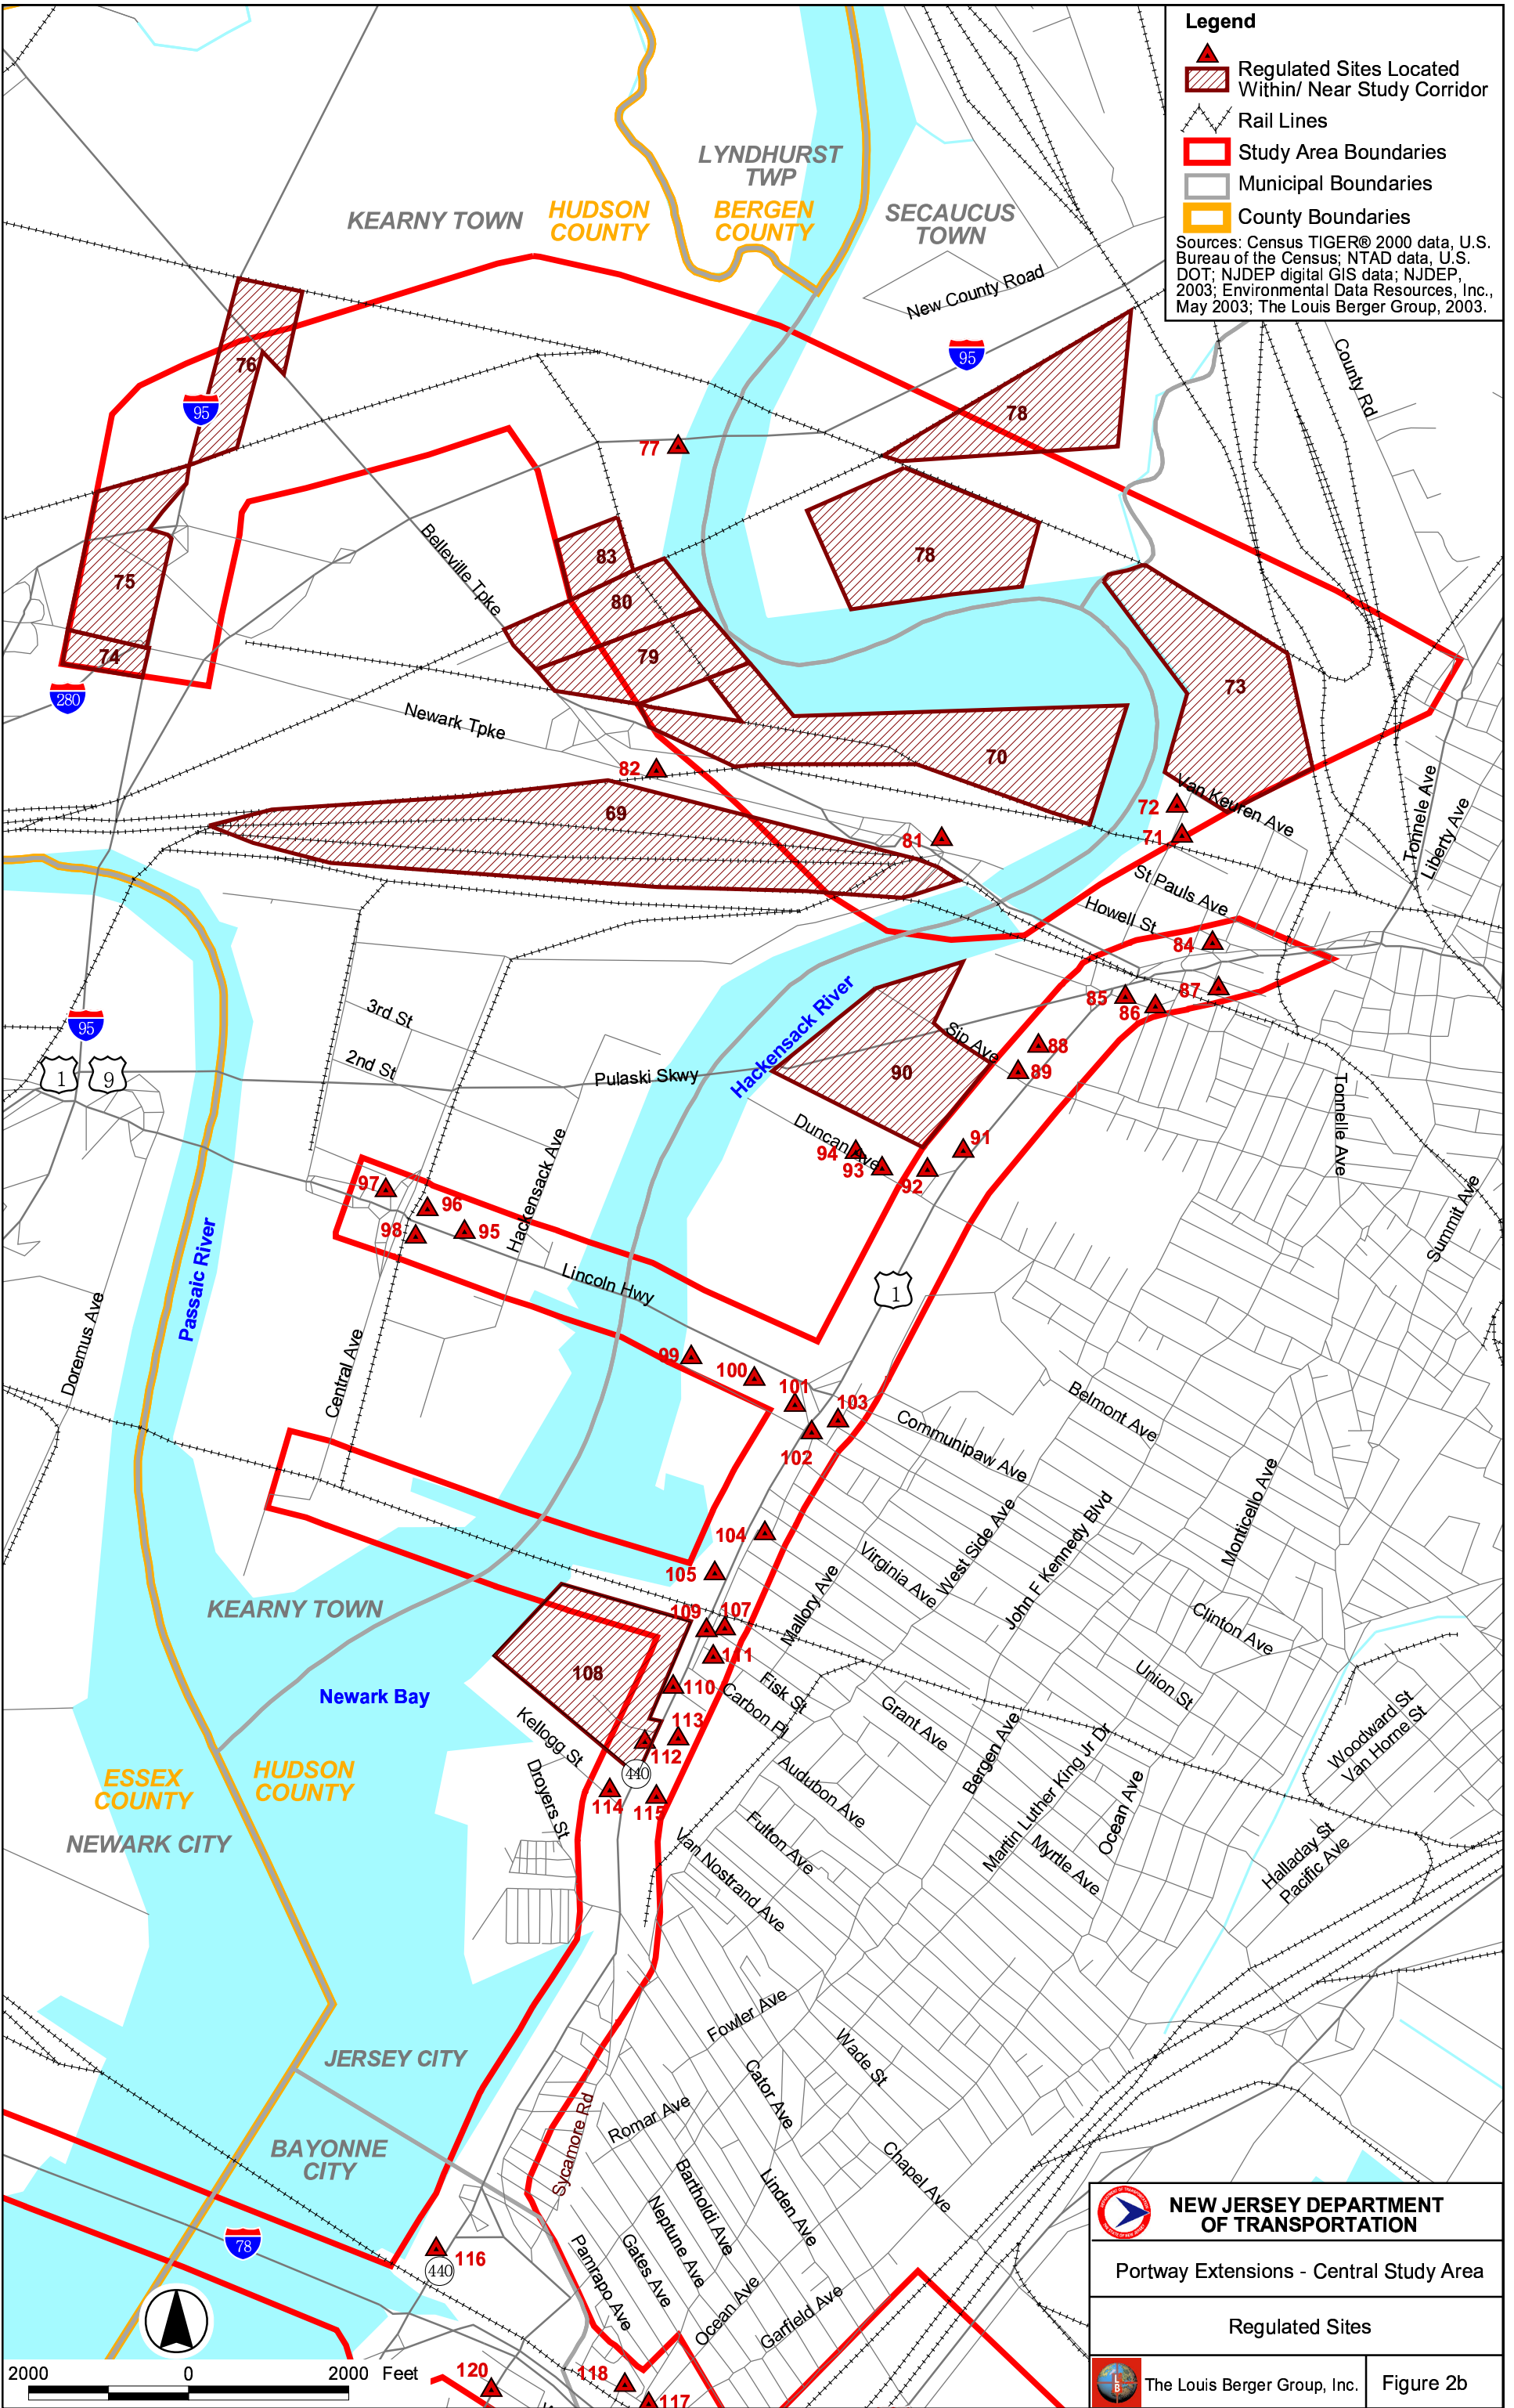 Legend
Regulated Sites Located
Within/ Near Study Corridor
Rail Lines
Study Area Boundaries
Municipal Boundaries
County Boundaries
Sources: Census TIGER® 2000 data, U.S.
Bureau of the Census; NTAD data, U.S.
DOT; NJDEP digital GIS data; NJDEP,
2003; Environmental Data Resources, Inc.,
May 2003; The Louis Berger Group, 2003.
LYNDHURST
TWP
KEARNY TOWN
HUDSON
COUNTY
BERGEN
COUNTY
SECAUCUS
TOWN
New County Road
95
County Rd
76
95
78
77
Belleville Tpke
83
78
75
80
79
74
280
73
Newark Tpke
70
82
69
72
Van Keuren Ave
71
81
Tonnele Ave
Liberty Ave
St Pauls Ave
Howell St
84
3rd St
95
2nd St
1
9
Pulaski Skwy
Hackensack River
85
86
87
Sip Ave
88
89
90
Tonnelle Ave
Duncan Ave
91
94
93
92
97
96
98
95
Hackensack Ave
Summit Ave
Passaic River
Lincoln Hwy
1
Doremus Ave
Central Ave
99
100
101
103
102
Belmont Ave
Communipaw Ave
104
105
Virginia Ave
West Side Ave
John F Kennedy Blvd
Monticello Ave
Mallory Ave
Clinton Ave
KEARNY TOWN
109
107
111
108
110
Fisk St
Carbon Pl
Union St
Newark Bay
Kellogg St
113
112
440
Grant Ave
Bergen Ave
Woodward St
Van Horne St
ESSEX
COUNTY
HUDSON
COUNTY
Droyers St
114
115
Audubon Ave
Martin Luther King Jr Dr
Ocean Ave
NEWARK CITY
Fulton Ave
Myrtle Ave
Halladay St
Pacific Ave
Van Nostrand Ave
Fowler Ave
Wade St
JERSEY CITY
Cator Ave
Romar Ave
Sycamore Rd
BAYONNE
CITY
Chapel Ave
Bartholdi Ave
Linden Ave
Neptune Ave
Gates Ave
Pamrapo Ave
Ocean Ave
Garfield Ave
78
116
440
120
118
117
2000 0 2000 Feet
NEW JERSEY DEPARTMENT
OF TRANSPORTATION
Portway Extensions - Central Study Area
Regulated Sites
The Louis Berger Group, Inc.
Figure 2b